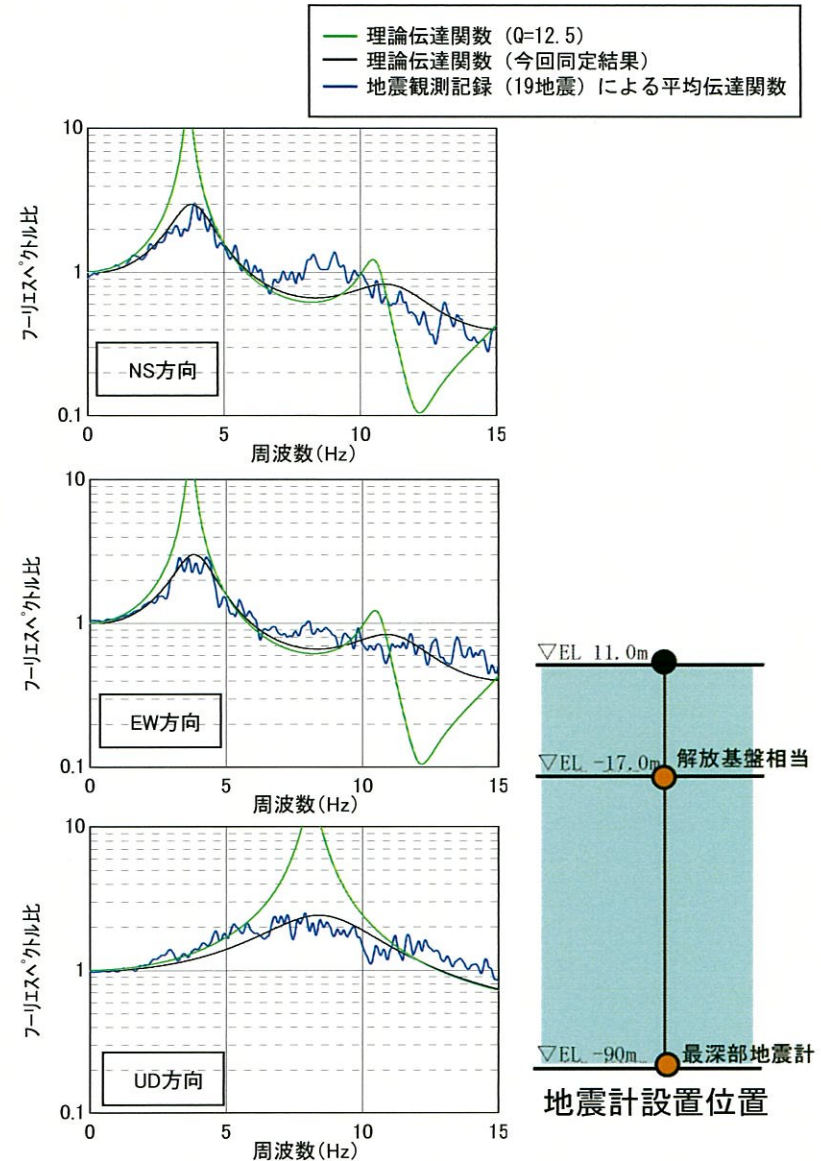 理論伝達関数 (Q=12.5)
理論伝達関数 (今回同定結果)
地震観測記録 (19地震) による平均伝達関数
フーリエスペクトル比
10
1
0.1
NS方向
0
5
10
15
周波数(Hz)
フーリエスペクトル比
10
1
0.1
EW方向
0
5
10
15
周波数(Hz)
フーリエスペクトル比
10
1
0.1
UD方向
0
5
10
15
周波数(Hz)
▽EL 11.0m
▽EL -17.0m 解放基盤相当
▽EL -90m 最深部地震計
地震計設置位置